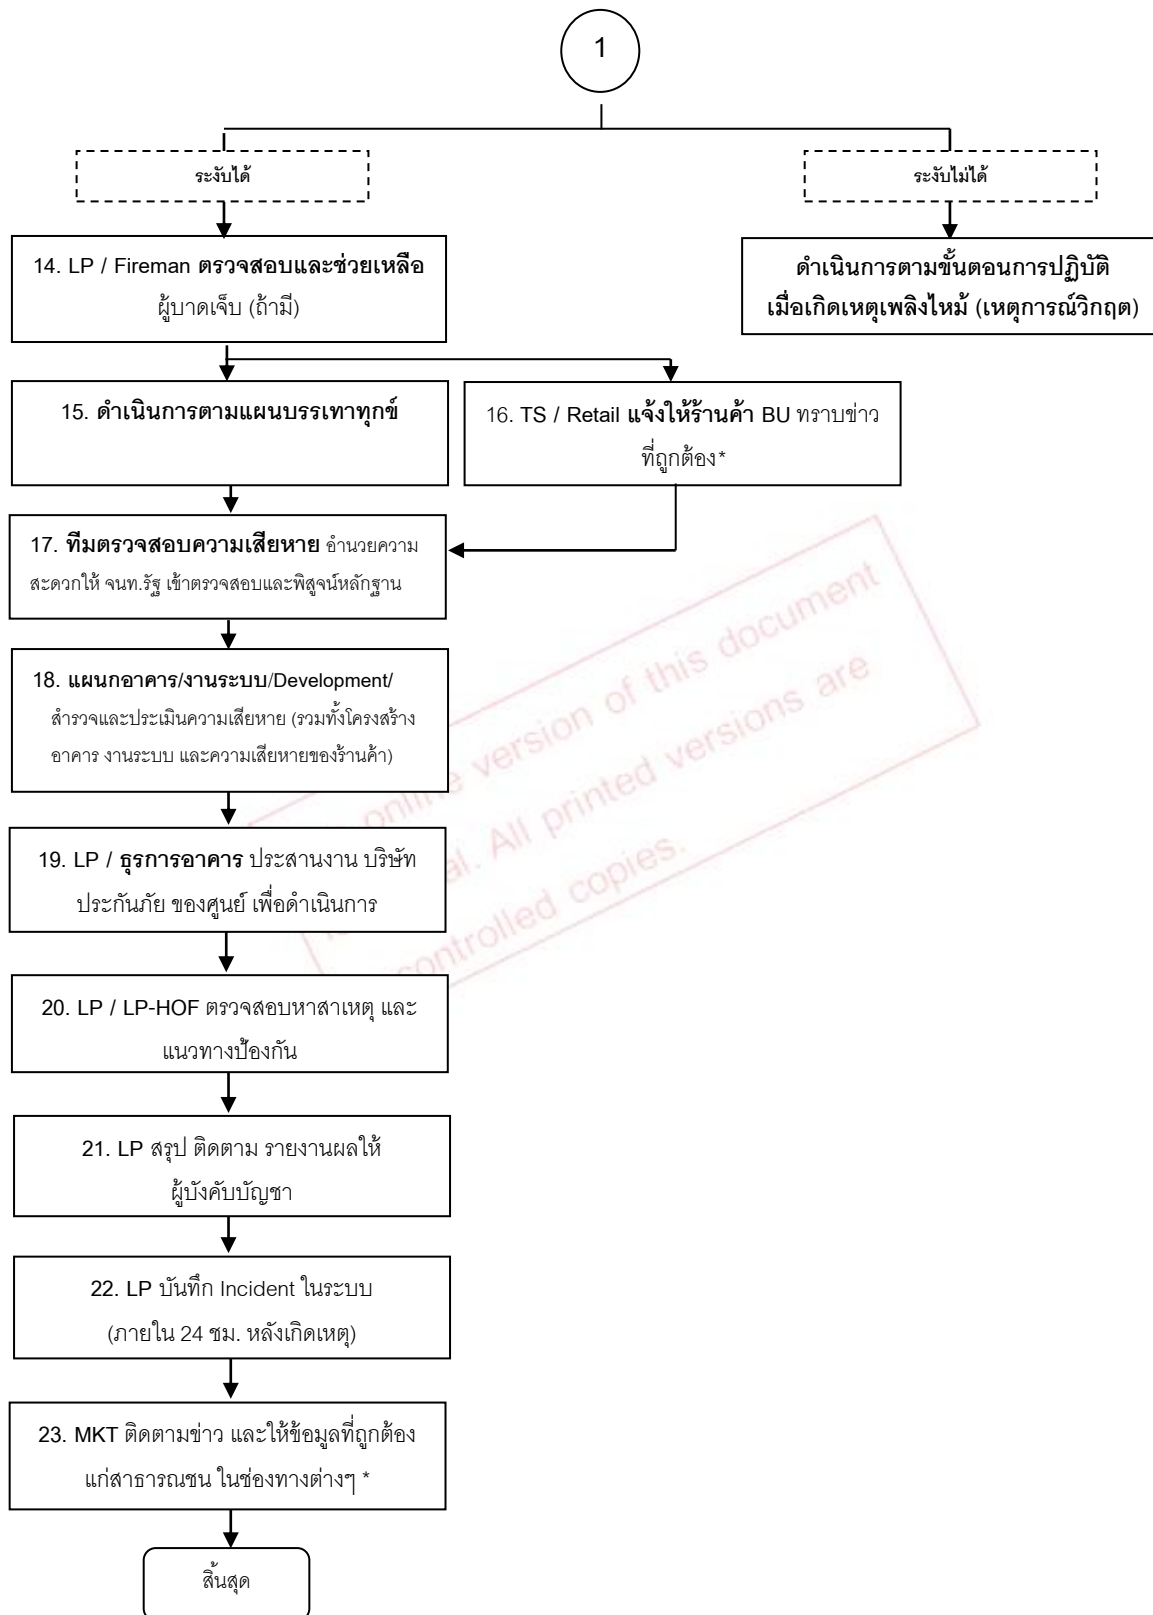 1
ระงับได้
ระงับไม่ได้
14. LP / Fireman ตรวจสอบและช่วยเหลือ
ผู้บาดเจ็บ (ถ้ามี)
ดำเนินการตามขั้นตอนการปฏิบัติ
เมื่อเกิดเหตุเพลิงไหม้ (เหตุการณ์วิกฤต)
15. ดำเนินการตามแผนบรรเทาทุกข์
16. TS / Retail แจ้งให้ร้านค้า BU ทราบข่าว
ที่ถูกต้อง*
17. ทีมตรวจสอบความเสียหาย อำนวยความ
สะดวกให้ จนท.รัฐ เข้าตรวจสอบและพิสูจน์หลักฐาน
18. แผนกอาคาร/งานระบบ/Development/
สำรวจและประเมินความเสียหาย (รวมทั้งโครงสร้าง
อาคาร งานระบบ และความเสียหายของร้านค้า)
online version of this document
All printed versions are
copies.
19. LP / ธุรการอาคาร ประสานงาน บริษัท
ประกันภัย ของศูนย์ เพื่อดำเนินการ
20. LP / LP-HOF ตรวจสอบหาสาเหตุ และ
แนวทางป้องกัน
21. LP สรุป ติดตาม รายงานผลให้
ผู้บังคับบัญชา
22. LP บันทึก Incident ในระบบ
(ภายใน 24 ชม. หลังเกิดเหตุ)
23. MKT ติดตามข่าว และให้ข้อมูลที่ถูกต้อง
แก่สาธารณชน ในช่องทางต่างๆ *
สิ้นสุด